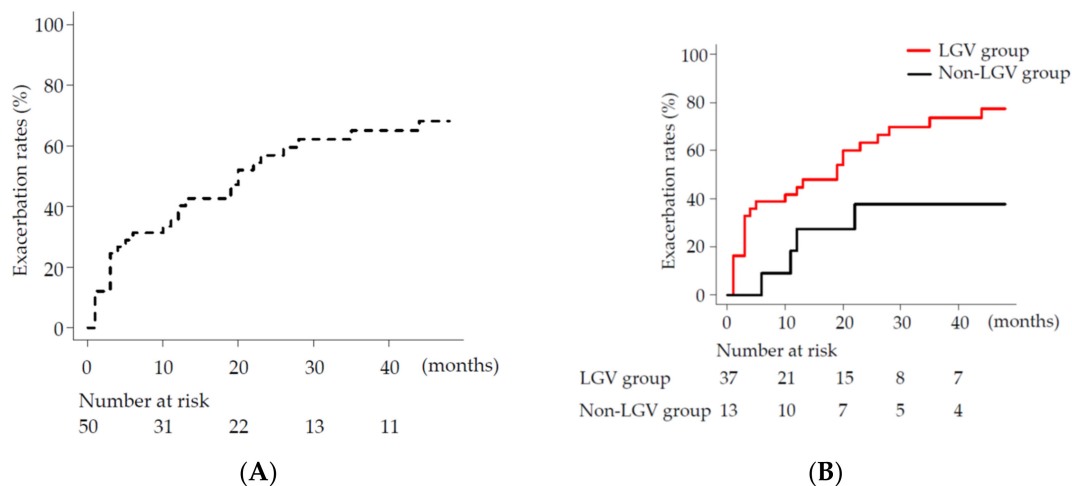 Exacerbation rates (%)
100
80
60
40
20
0
0 10 20 30 40 (months)
Number at risk
50 31 22 13 11
(A)
LGV group
Non-LGV group
Exacerbation rates (%)
100
80
60
40
20
0
0 10 20 30 40 (months)
Number at risk
LGV group 37 21 15 8 7
Non-LGV group 13 10 7 5 4
(B)